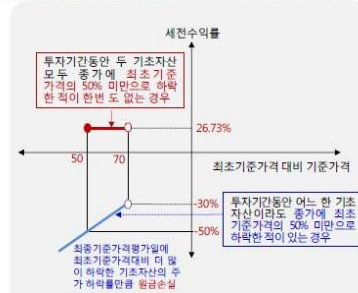 세전수익률
투자기간동안 두 기초자산
모두 종가에 최초기준
가격의 50% 미만으로 하락
한 적이 한번 도 없는 경우
26.73%
50
70
최초기준가격 대비 기준가격
-30%
-50%
투자기간동안 어느 한 기초
자산이라도 종가에 최초
기준가격의 50% 미만으로
하락한 적이 있는 경우
최종기준가격평가일에
최초기준가격대비 더 많
이 하락한 기초자산의 주
가 하락률만큼 원금손실